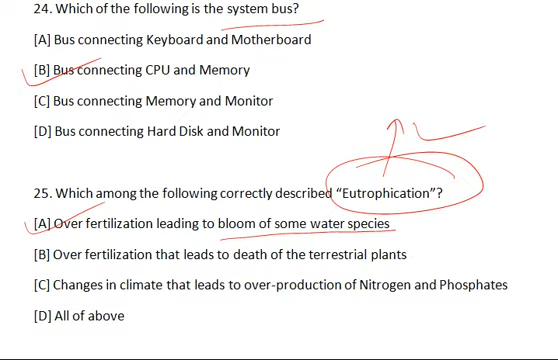 24. Which of the following is the system bus?
[A] Bus connecting Keyboard and Motherboard
[B] Bus connecting CPU and Memory
[C] Bus connecting Memory and Monitor
[D] Bus connecting Hard Disk and Monitor
25. Which among the following correctly described “Eutrophication”?
[A] Over fertilization leading to bloom of some water species
[B] Over fertilization that leads to death of the terrestrial plants
[C] Changes in climate that leads to over-production of Nitrogen and Phosphates
[D] All of above